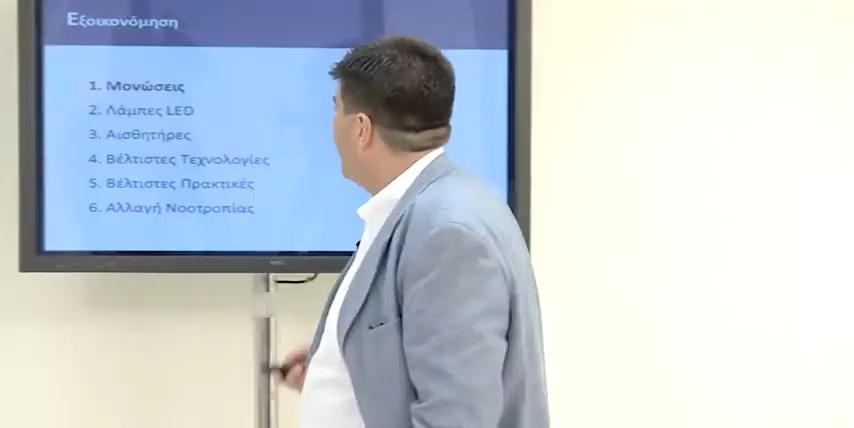 Εξοικονόμηση
1. Μονώσεις
2. Λάμπες LED
3. Αισθητήρες
4. Βέλτιστες Τεχνολογίες
5. Βέλτιστες Πρακτικές
6. Αλλαγή Νοοτροπίας